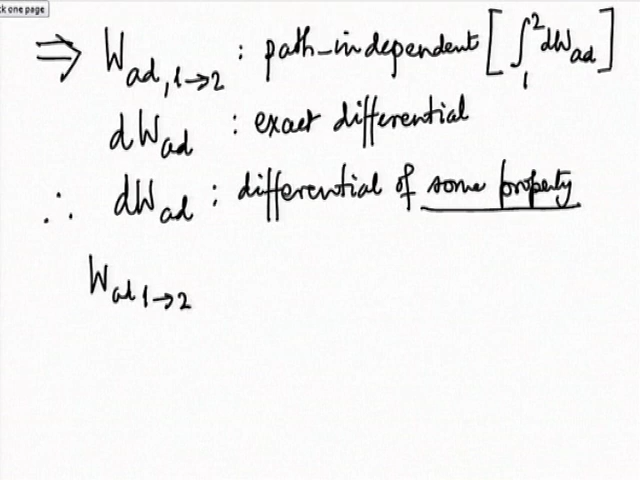 ck one page
⇒ W_ad,1→2 : path-independent [∫₁² dW_ad]
dW_ad : exact differential
∴ dW_ad : differential of some property
W_ad 1→2